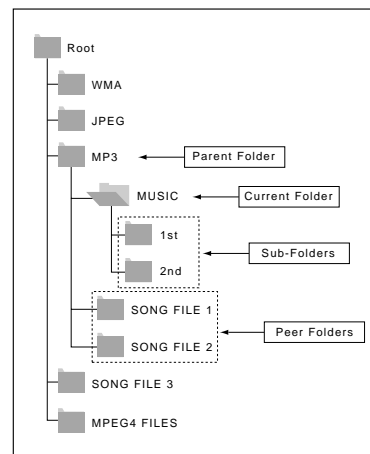 Root
WMA
JPEG
MP3
Parent Folder
MUSIC
Current Folder
1st
Sub-Folders
2nd
SONG FILE 1
Peer Folders
SONG FILE 2
SONG FILE 3
MPEG4 FILES